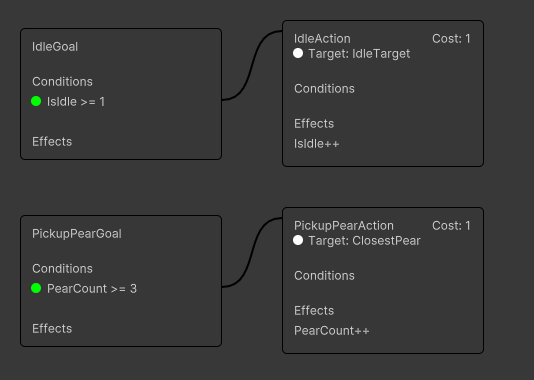 IdleGoal
Conditions
IsIdle >= 1
Effects
IdleAction Cost: 1
Target: IdleTarget
Conditions
Effects
IsIdle++
PickupPearGoal
Conditions
PearCount >= 3
Effects
PickupPearAction Cost: 1
Target: ClosestPear
Conditions
Effects
PearCount++